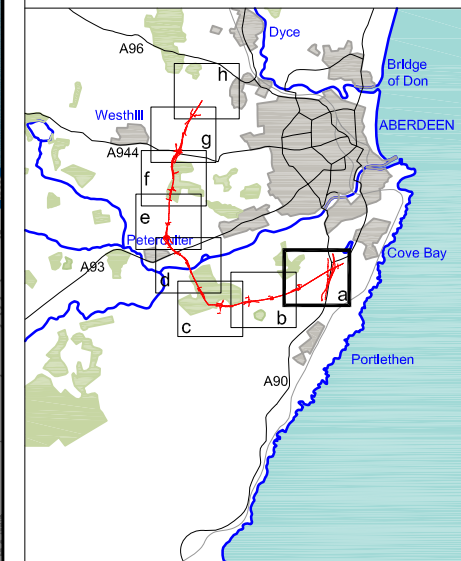 Dyce
A96
Bridge
of Don
h
Westhill
ABERDEEN
g
A944
f
e
Peterculter
Cove Bay
A93
d
a
b
c
Portlethen
A90